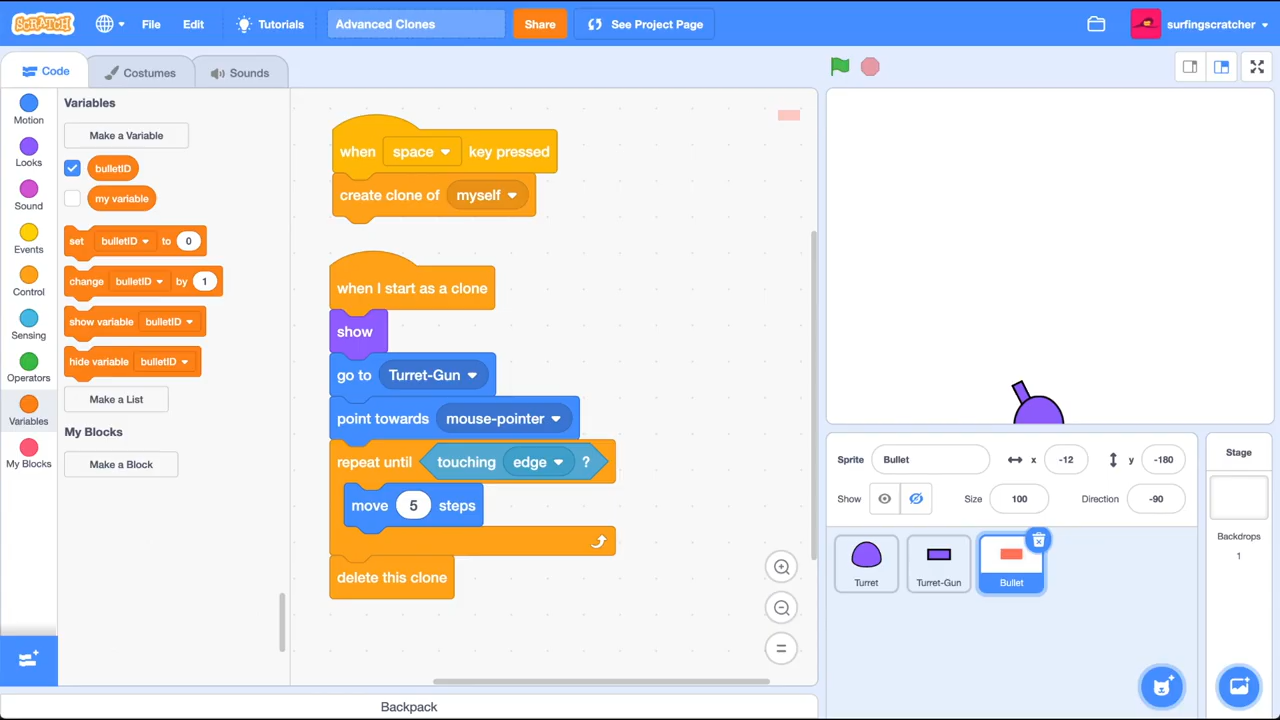 SCRATCH
File
Edit
Tutorials
Advanced Clones
Share
See Project Page
surfingscratcher
Code
Costumes
Sounds
Motion
Looks
Sound
Events
Control
Sensing
Operators
Variables
My Blocks
Variables
Make a Variable
bulletID
my variable
set bulletID to 0
change bulletID by 1
show variable bulletID
hide variable bulletID
Make a List
My Blocks
Make a Block
when space key pressed
create clone of myself
when I start as a clone
show
go to Turret-Gun
point towards mouse-pointer
repeat until touching edge ?
move 5 steps
delete this clone
Backpack
Sprite Bullet x -12 y -180
Show Size 100 Direction -90
Turret
Turret-Gun
Bullet
Stage
Backdrops
1